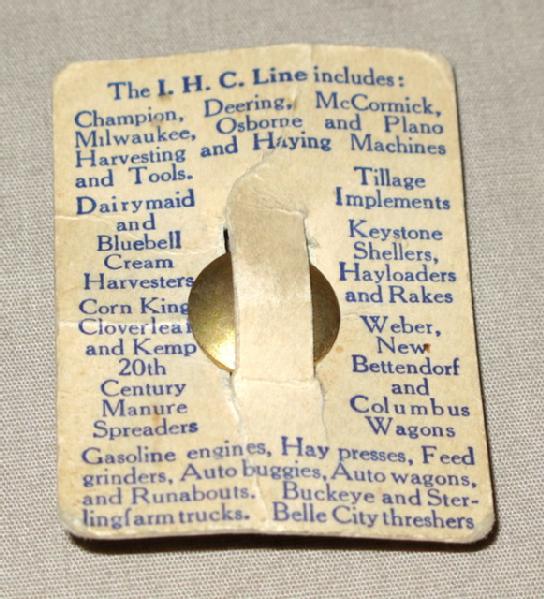 The I. H. C. Line includes:
Champion, Deering, McCormick,
Milwaukee, Osborne and Plano
Harvesting and Haying Machines
and Tools.
Dairymaid
and
Bluebell
Cream
Harvesters
Corn King
Cloverleaf
and Kemp
20th
Century
Manure
Spreaders
Tillage
Implements
Keystone
Shellers,
Hayloaders
and Rakes
Weber,
New
Bettendorf
and
Columbus
Wagons
Gasoline engines, Hay presses, Feed
grinders, Auto buggies, Auto wagons,
and Runabouts. Buckeye and Ster-
ling farm trucks. Belle City threshers